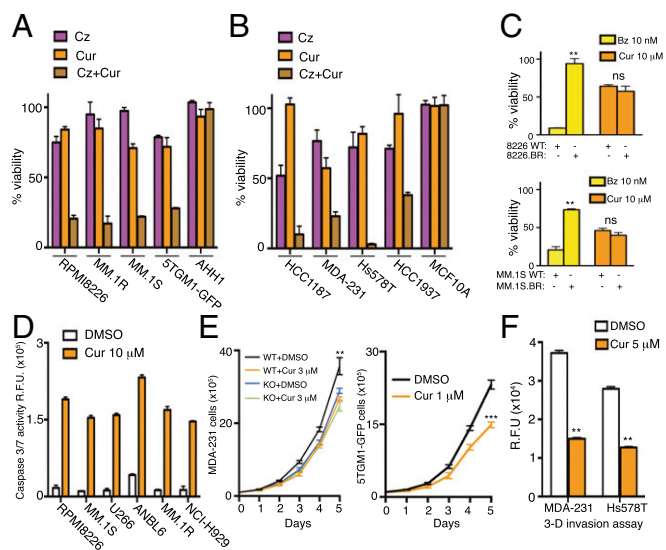 A
Cz
Cur
Cz+Cur
% viability
100
50
0
RPMI8226
MM.1R
MM.1S
5TGM1-GFP
AHH1
B
Cz
Cur
Cz+Cur
% viability
100
50
0
HCC1187
MDA-231
Hs578T
HCC1937
MCF10A
C
Bz 10 nM
Cur 10 µM
% viability
100
50
0
**
ns
8226 WT: + - + -
8226.BR: - + - +
Bz 10 nM
Cur 10 µM
% viability
100
50
0
**
ns
MM.1S WT: + - + -
MM.1S.BR: - + - +
D
DMSO
Cur 10 µM
Caspase 3/7 activity R.F.U. (x10⁵)
3.0
1.5
0
RPMI8226
MM.1S
U266
ANBL6
MM.1R
NCI-H929
E
WT+DMSO
WT+Cur 3 µM
KO+DMSO
KO+Cur 3 µM
**
MDA-231 cells (x10⁵)
40
20
0
0 1 2 3 4 5
Days
DMSO
Cur 1 µM
***
5TGM1-GFP cells (x10⁵)
30
15
0
0 1 2 3 4 5
Days
F
DMSO
Cur 5 µM
R.F.U (x10⁴)
4.0
2.0
0
**
**
MDA-231
Hs578T
3-D invasion assay